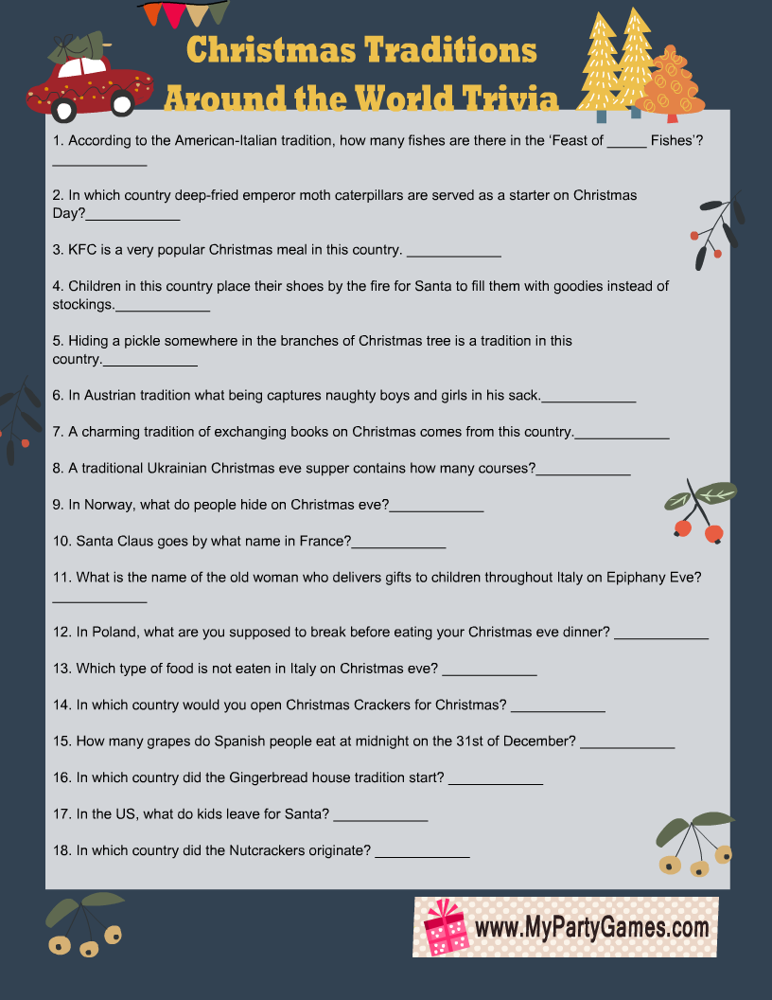 Christmas Traditions
Around the World Trivia
1. According to the American-Italian tradition, how many fishes are there in the ‘Feast of _____ Fishes’?
____________
2. In which country deep-fried emperor moth caterpillars are served as a starter on Christmas
Day?____________
3. KFC is a very popular Christmas meal in this country. ____________
4. Children in this country place their shoes by the fire for Santa to fill them with goodies instead of
stockings.____________
5. Hiding a pickle somewhere in the branches of Christmas tree is a tradition in this
country.____________
6. In Austrian tradition what being captures naughty boys and girls in his sack.____________
7. A charming tradition of exchanging books on Christmas comes from this country.____________
8. A traditional Ukrainian Christmas eve supper contains how many courses?____________
9. In Norway, what do people hide on Christmas eve?____________
10. Santa Claus goes by what name in France?____________
11. What is the name of the old woman who delivers gifts to children throughout Italy on Epiphany Eve?
____________
12. In Poland, what are you supposed to break before eating your Christmas eve dinner? ____________
13. Which type of food is not eaten in Italy on Christmas eve? ____________
14. In which country would you open Christmas Crackers for Christmas? ____________
15. How many grapes do Spanish people eat at midnight on the 31st of December? ____________
16. In which country did the Gingerbread house tradition start? ____________
17. In the US, what do kids leave for Santa? ____________
18. In which country did the Nutcrackers originate? ____________
www.MyPartyGames.com